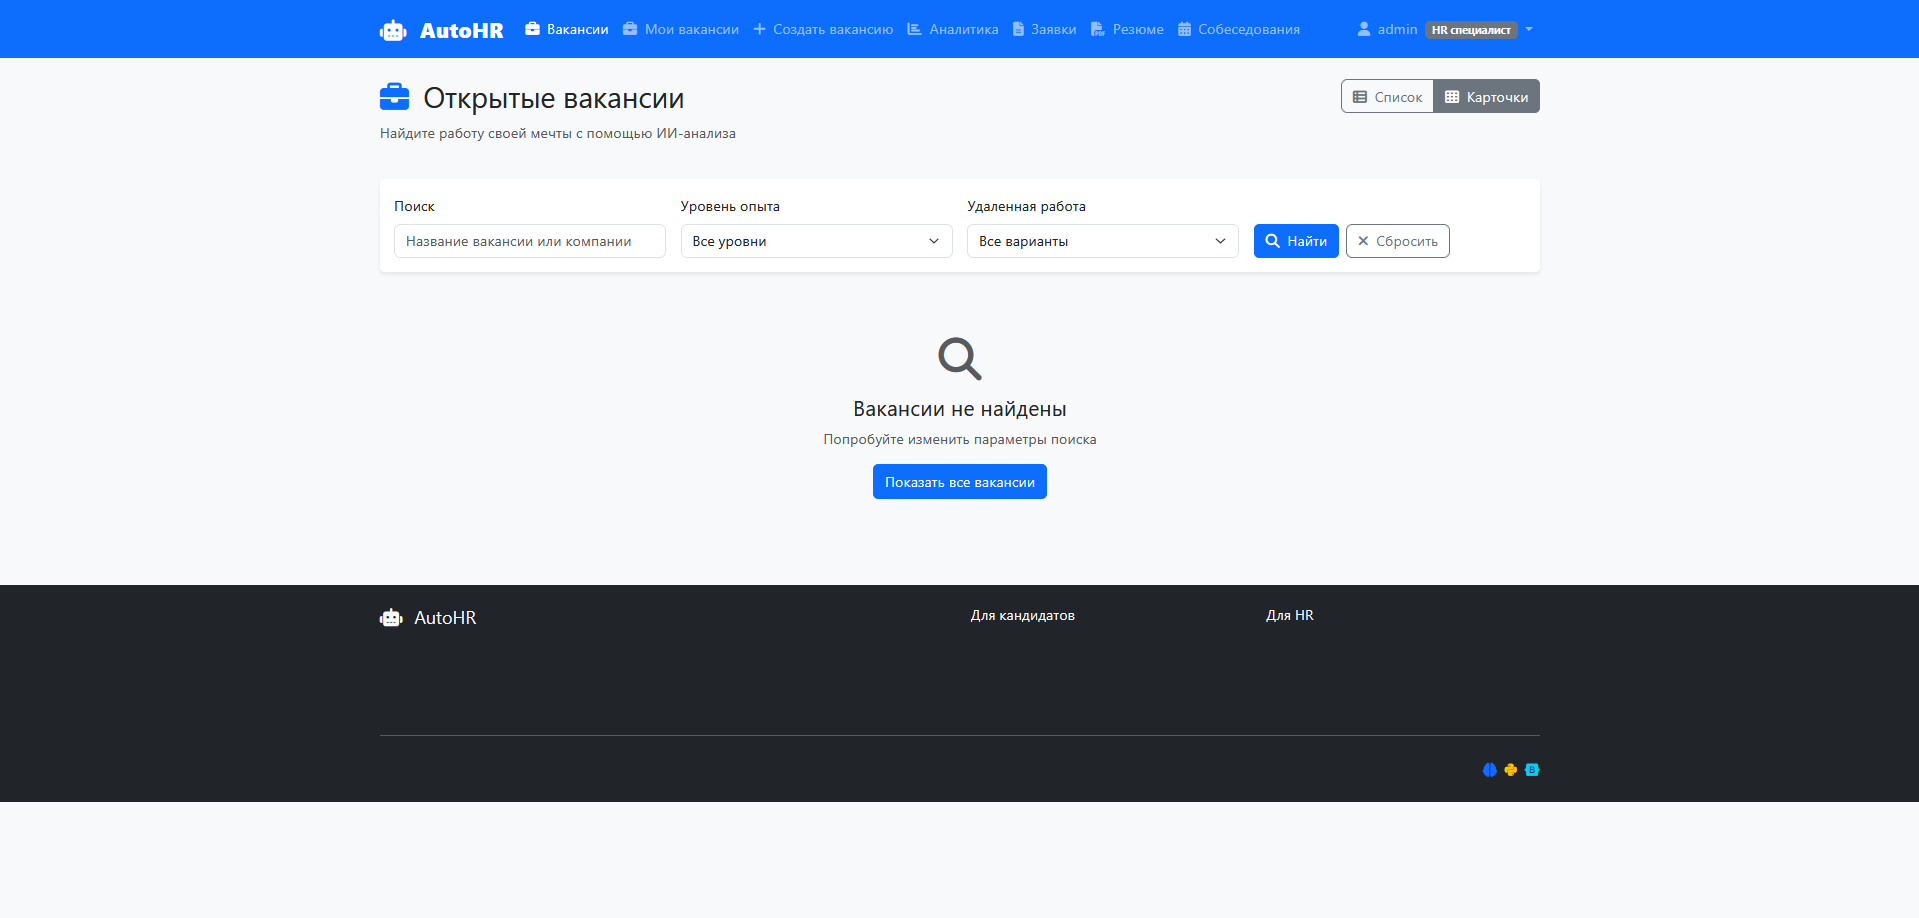 AutoHR Вакансии Мои вакансии Создать вакансию Аналитика Заявки Резюме Собеседования admin HR специалист
Открытые вакансии
Список Карточки
Найдите работу своей мечты с помощью ИИ-анализа
Поиск Уровень опыта Удаленная работа
Название вакансии или компании Все уровни Все варианты Найти Сбросить
Вакансии не найдены
Попробуйте изменить параметры поиска
Показать все вакансии
AutoHR Для кандидатов Для HR